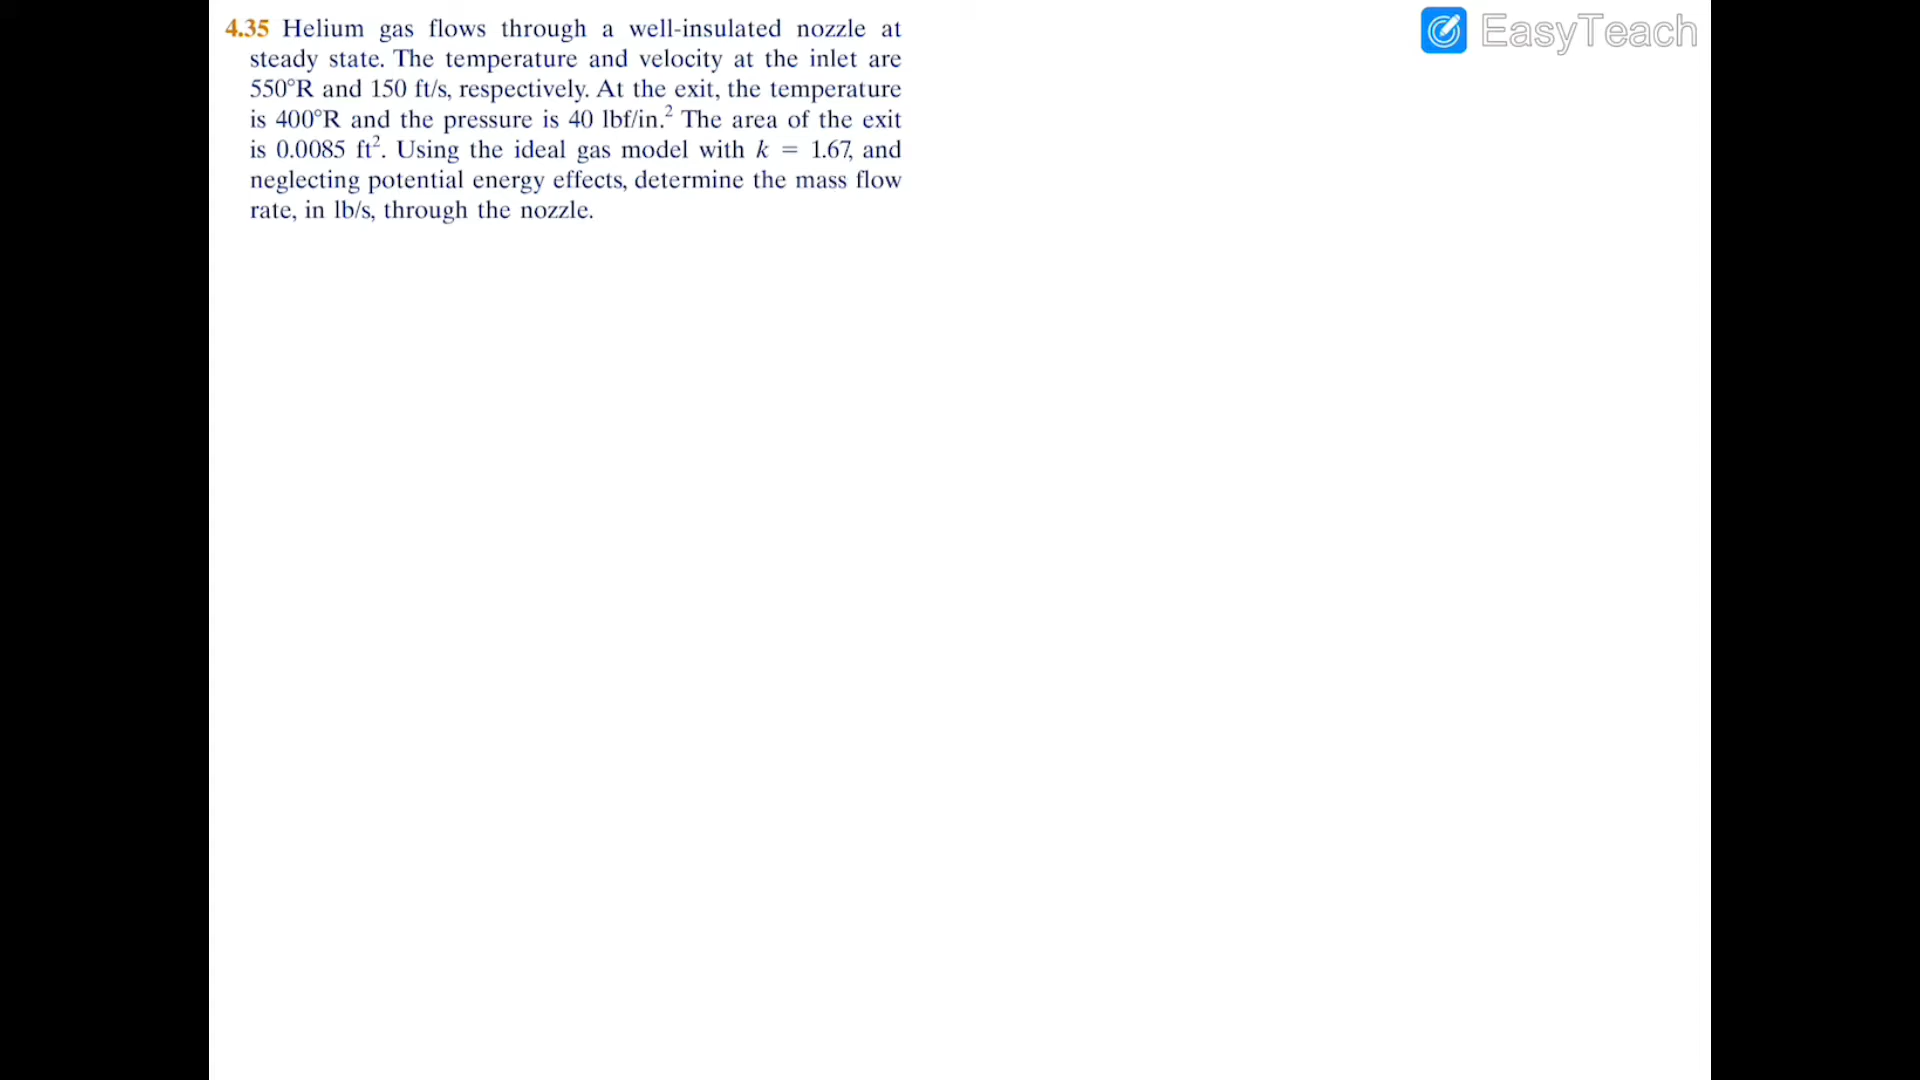 4.35 Helium gas flows through a well-insulated nozzle at
steady state. The temperature and velocity at the inlet are
550°R and 150 ft/s, respectively. At the exit, the temperature
is 400°R and the pressure is 40 lbf/in.² The area of the exit
is 0.0085 ft². Using the ideal gas model with k = 1.67, and
neglecting potential energy effects, determine the mass flow
rate, in lb/s, through the nozzle.
EasyTeach